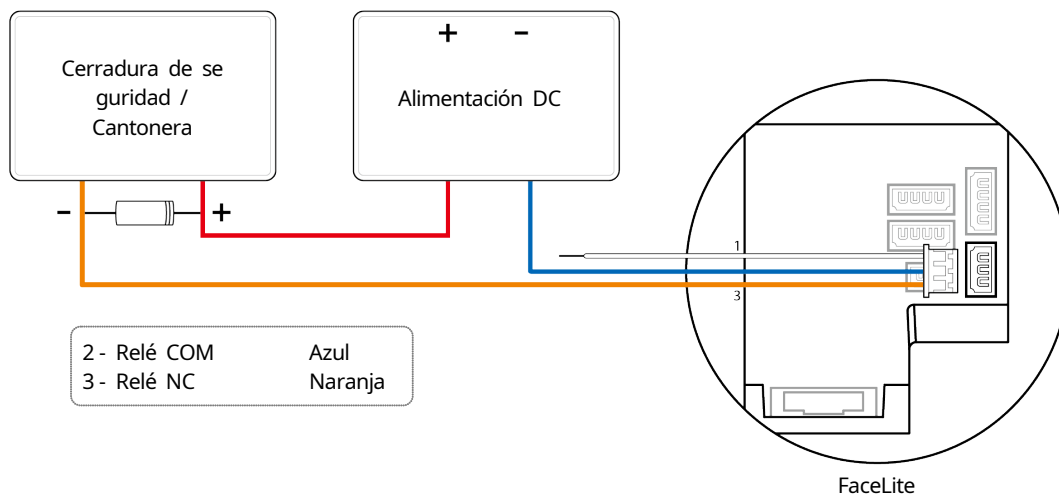 Cerradura de se
guridad /
Cantonera
+ -
Alimentación DC
- +
1
3
2 - Relé COM Azul
3 - Relé NC Naranja
FaceLite